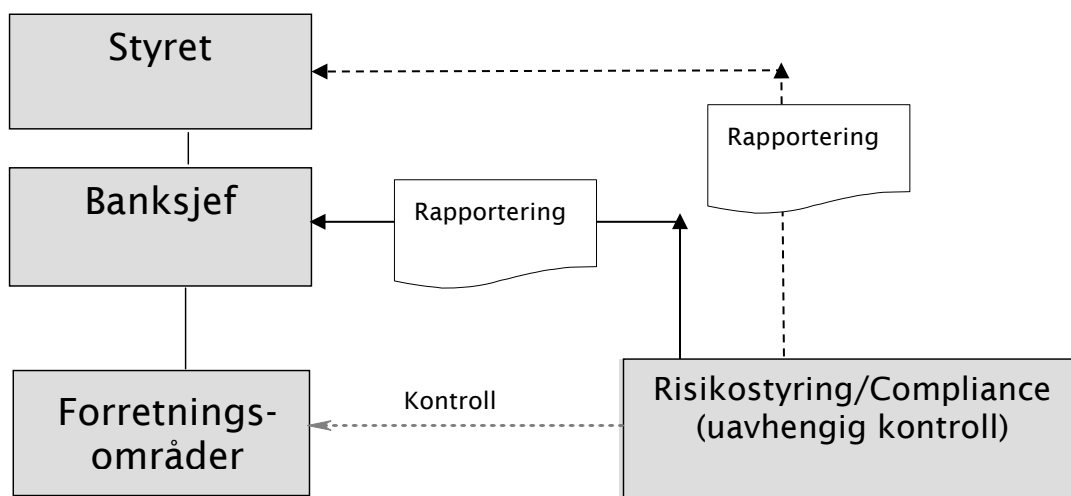 Styret
Rapportering
Banksjef
Rapportering
Forretnings-
områder
Kontroll
Risikostyring/Compliance
(uavhengig kontroll)